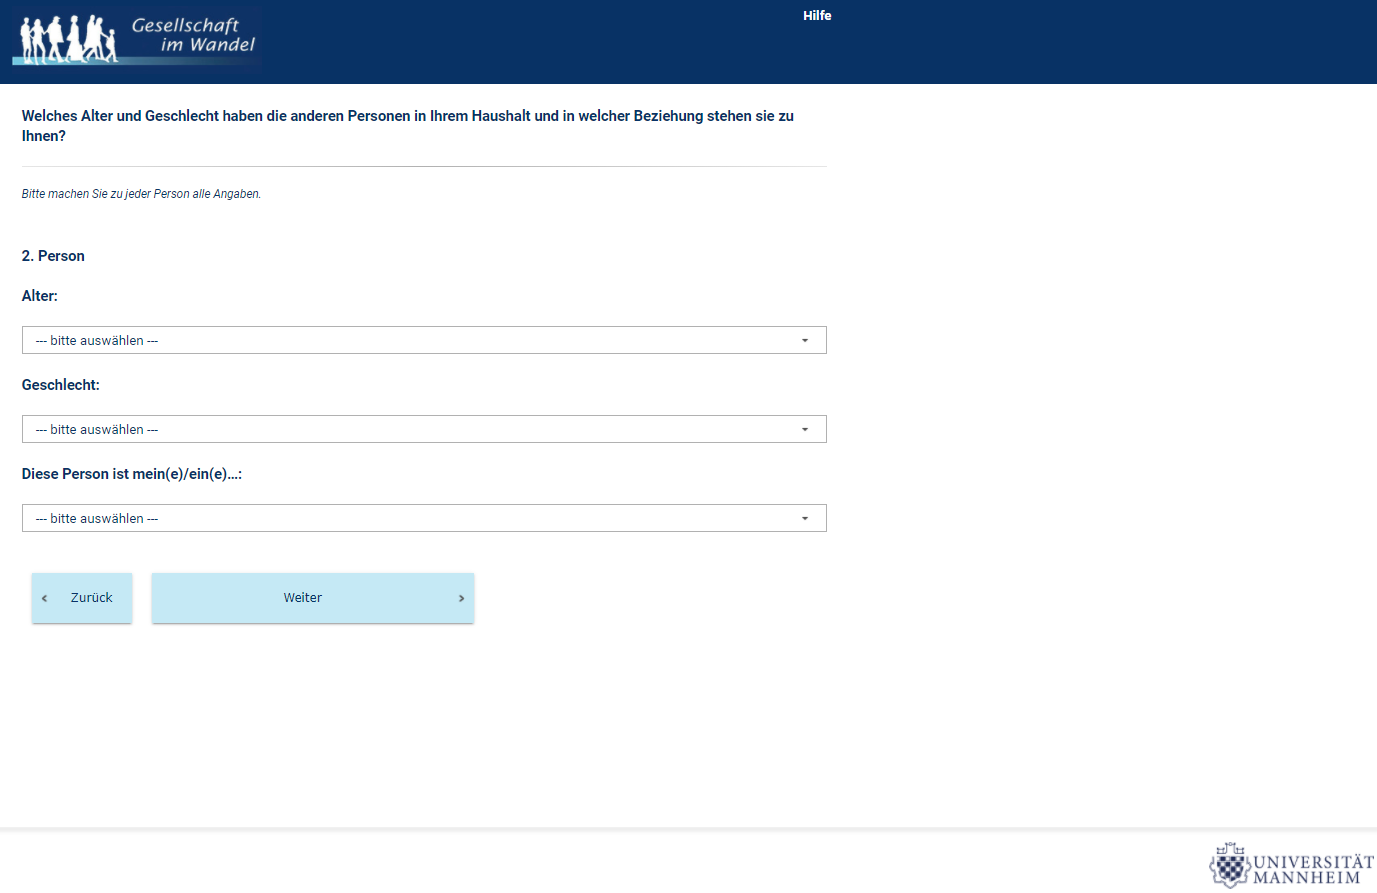 Gesellschaft
im Wandel
Hilfe
Welches Alter und Geschlecht haben die anderen Personen in Ihrem Haushalt und in welcher Beziehung stehen sie zu
Ihnen?
Bitte machen Sie zu jeder Person alle Angaben.
2. Person
Alter:
--- bitte auswählen ---
Geschlecht:
--- bitte auswählen ---
Diese Person ist mein(e)/ein(e)...:
--- bitte auswählen ---
Zurück
Weiter
UNIVERSITÄT
MANNHEIM